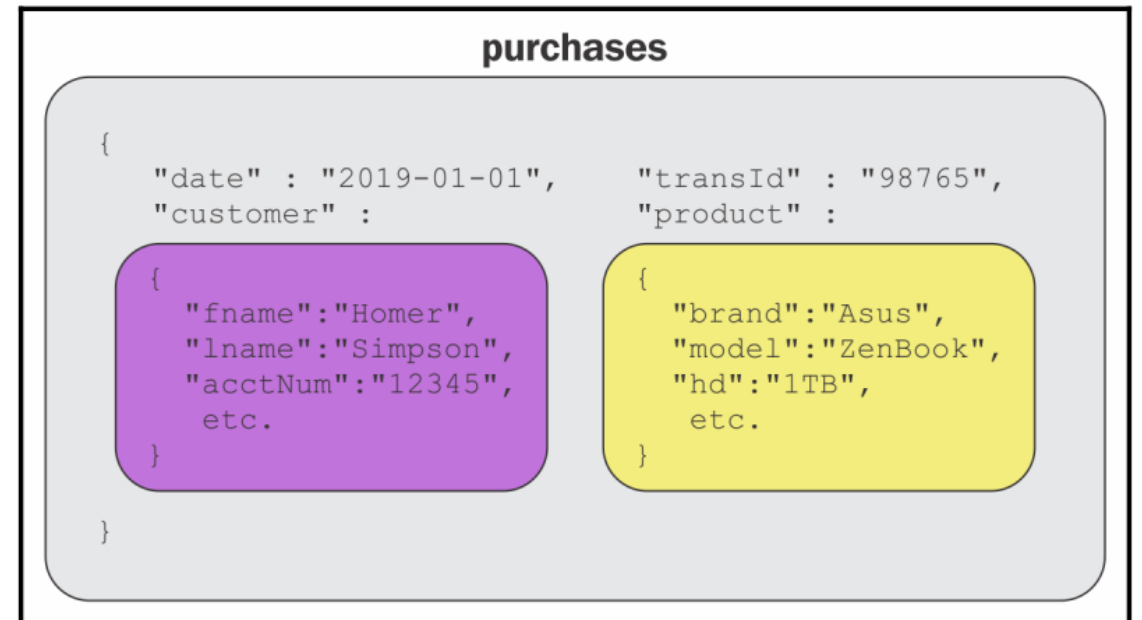 purchases
{
"date" : "2019-01-01", "transId" : "98765",
"customer" : "product" :
{ {
"fname":"Homer", "brand":"Asus",
"lname":"Simpson", "model":"ZenBook",
"acctNum":"12345", "hd":"1TB",
etc. etc.
} }
}